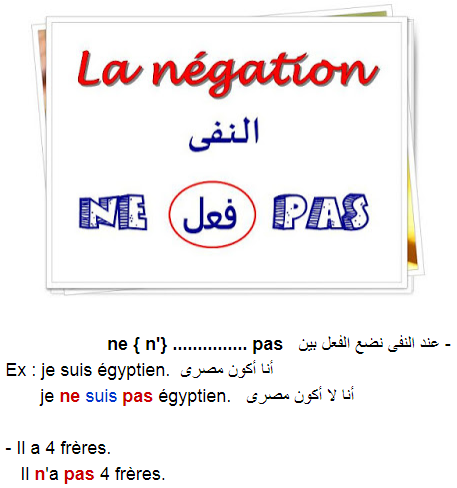 La négation
النفى
NE فعل PAS
- عند النفى نضع الفعل بين ne { n'} ............... pas
Ex : je suis égyptien. أنا أكون مصرى
je ne suis pas égyptien. أنا لا أكون مصرى
- Il a 4 frères.
Il n'a pas 4 frères.